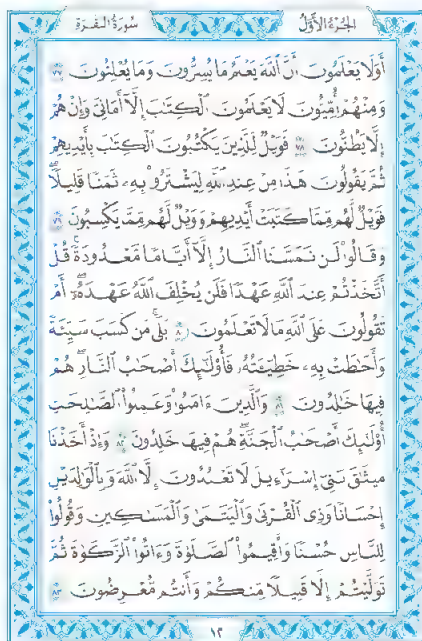 سُورَةُ البَقَرَةِ
الجُزْءُ الأَوَّلُ
أَوَلَا يَعْلَمُونَ أَنَّ ٱللَّهَ يَعْلَمُ مَا يُسِرُّونَ وَمَا يُعْلِنُونَ ٧٧
وَمِنْهُمْ أُمِّيُّونَ لَا يَعْلَمُونَ ٱلْكِتَٰبَ إِلَّآ أَمَانِىَّ وَإِنْ هُمْ
إِلَّا يَظُنُّونَ ٧٨ فَوَيْلٌ لِّلَّذِينَ يَكْتُبُونَ ٱلْكِتَٰبَ بِأَيْدِيهِمْ
ثُمَّ يَقُولُونَ هَٰذَا مِنْ عِندِ ٱللَّهِ لِيَشْتَرُوا۟ بِهِۦ ثَمَنًا قَلِيلًا ۖ
فَوَيْلٌ لَّهُم مِّمَّا كَتَبَتْ أَيْدِيهِمْ وَوَيْلٌ لَّهُم مِّمَّا يَكْسِبُونَ ٧٩
وَقَالُوا۟ لَن تَمَسَّنَا ٱلنَّارُ إِلَّآ أَيَّامًا مَّعْدُودَةً ۚ قُلْ
أَتَّخَذْتُمْ عِندَ ٱللَّهِ عَهْدًا فَلَن يُخْلِفَ ٱللَّهُ عَهْدَهُۥٓ ۖ أَمْ
تَقُولُونَ عَلَى ٱللَّهِ مَا لَا تَعْلَمُونَ ٨٠ بَلَىٰ مَن كَسَبَ سَيِّئَةً
وَأَحَٰطَتْ بِهِۦ خَطِيٓـَٔتُهُۥ فَأُو۟لَٰٓئِكَ أَصْحَٰبُ ٱلنَّارِ ۖ هُمْ
فِيهَا خَٰلِدُونَ ٨١ وَٱلَّذِينَ ءَامَنُوا۟ وَعَمِلُوا۟ ٱلصَّٰلِحَٰتِ
أُو۟لَٰٓئِكَ أَصْحَٰبُ ٱلْجَنَّةِ ۖ هُمْ فِيهَا خَٰلِدُونَ ٨٢ وَإِذْ أَخَذْنَا
مِيثَٰقَ بَنِىٓ إِسْرَٰٓءِيلَ لَا تَعْبُدُونَ إِلَّا ٱللَّهَ وَبِٱلْوَٰلِدَيْنِ
إِحْسَانًا وَذِى ٱلْقُرْبَىٰ وَٱلْيَتَٰمَىٰ وَٱلْمَسَٰكِينِ وَقُولُوا۟
لِلنَّاسِ حُسْنًا وَأَقِيمُوا۟ ٱلصَّلَوٰةَ وَءَاتُوا۟ ٱلزَّكَوٰةَ ثُمَّ
تَوَلَّيْتُمْ إِلَّا قَلِيلًا مِّنكُمْ وَأَنتُم مُّعْرِضُونَ ٨٣
١٢